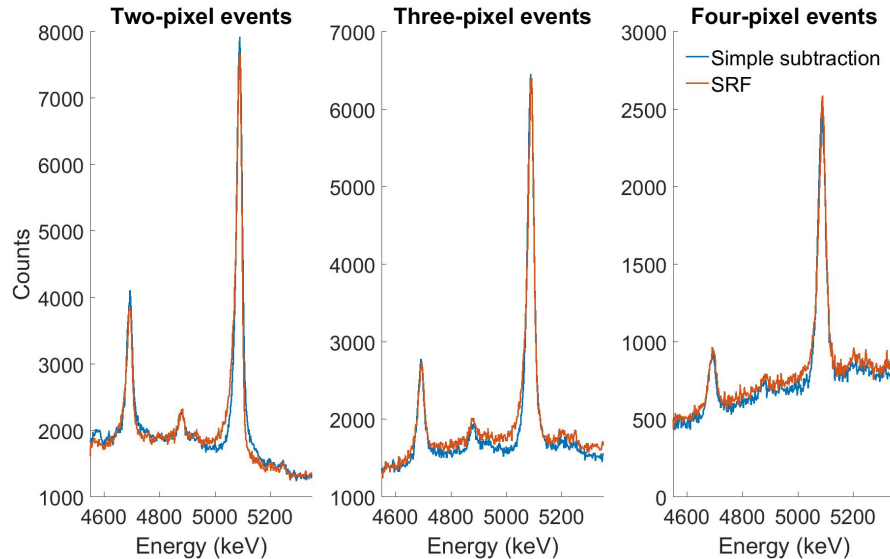 Two-pixel events
8000
7000
6000
5000
4000
3000
2000
1000
Counts
4600 4800 5000 5200
Energy (keV)
Three-pixel events
7000
6000
5000
4000
3000
2000
1000
4600 4800 5000 5200
Energy (keV)
Four-pixel events
3000
2500
2000
1500
1000
500
0
Simple subtraction
SRF
4600 4800 5000 5200
Energy (keV)